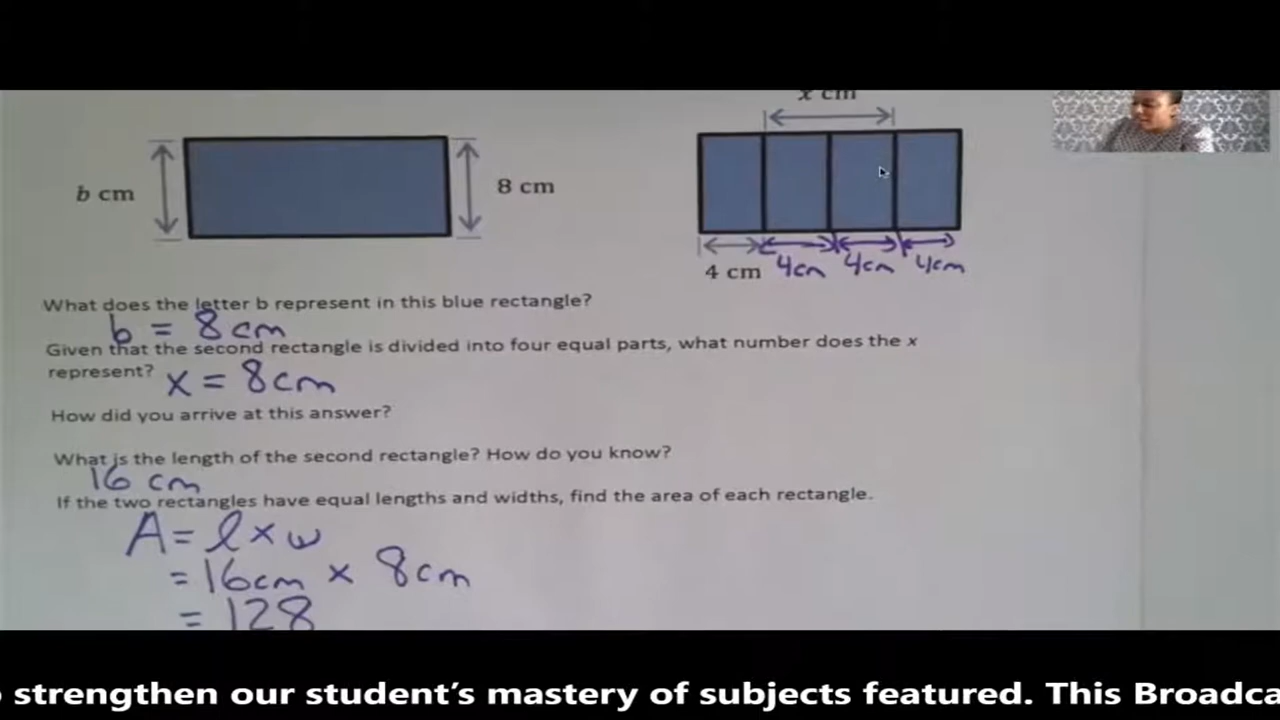 x cm
b cm
8 cm
4 cm 4cm 4cm 4cm
What does the letter b represent in this blue rectangle?
b = 8cm
Given that the second rectangle is divided into four equal parts, what number does the x
represent? x = 8cm
How did you arrive at this answer?
What is the length of the second rectangle? How do you know?
16 cm
If the two rectangles have equal lengths and widths, find the area of each rectangle.
A = l x w
= 16cm x 8cm
= 128
strengthen our student's mastery of subjects featured. This Broadca